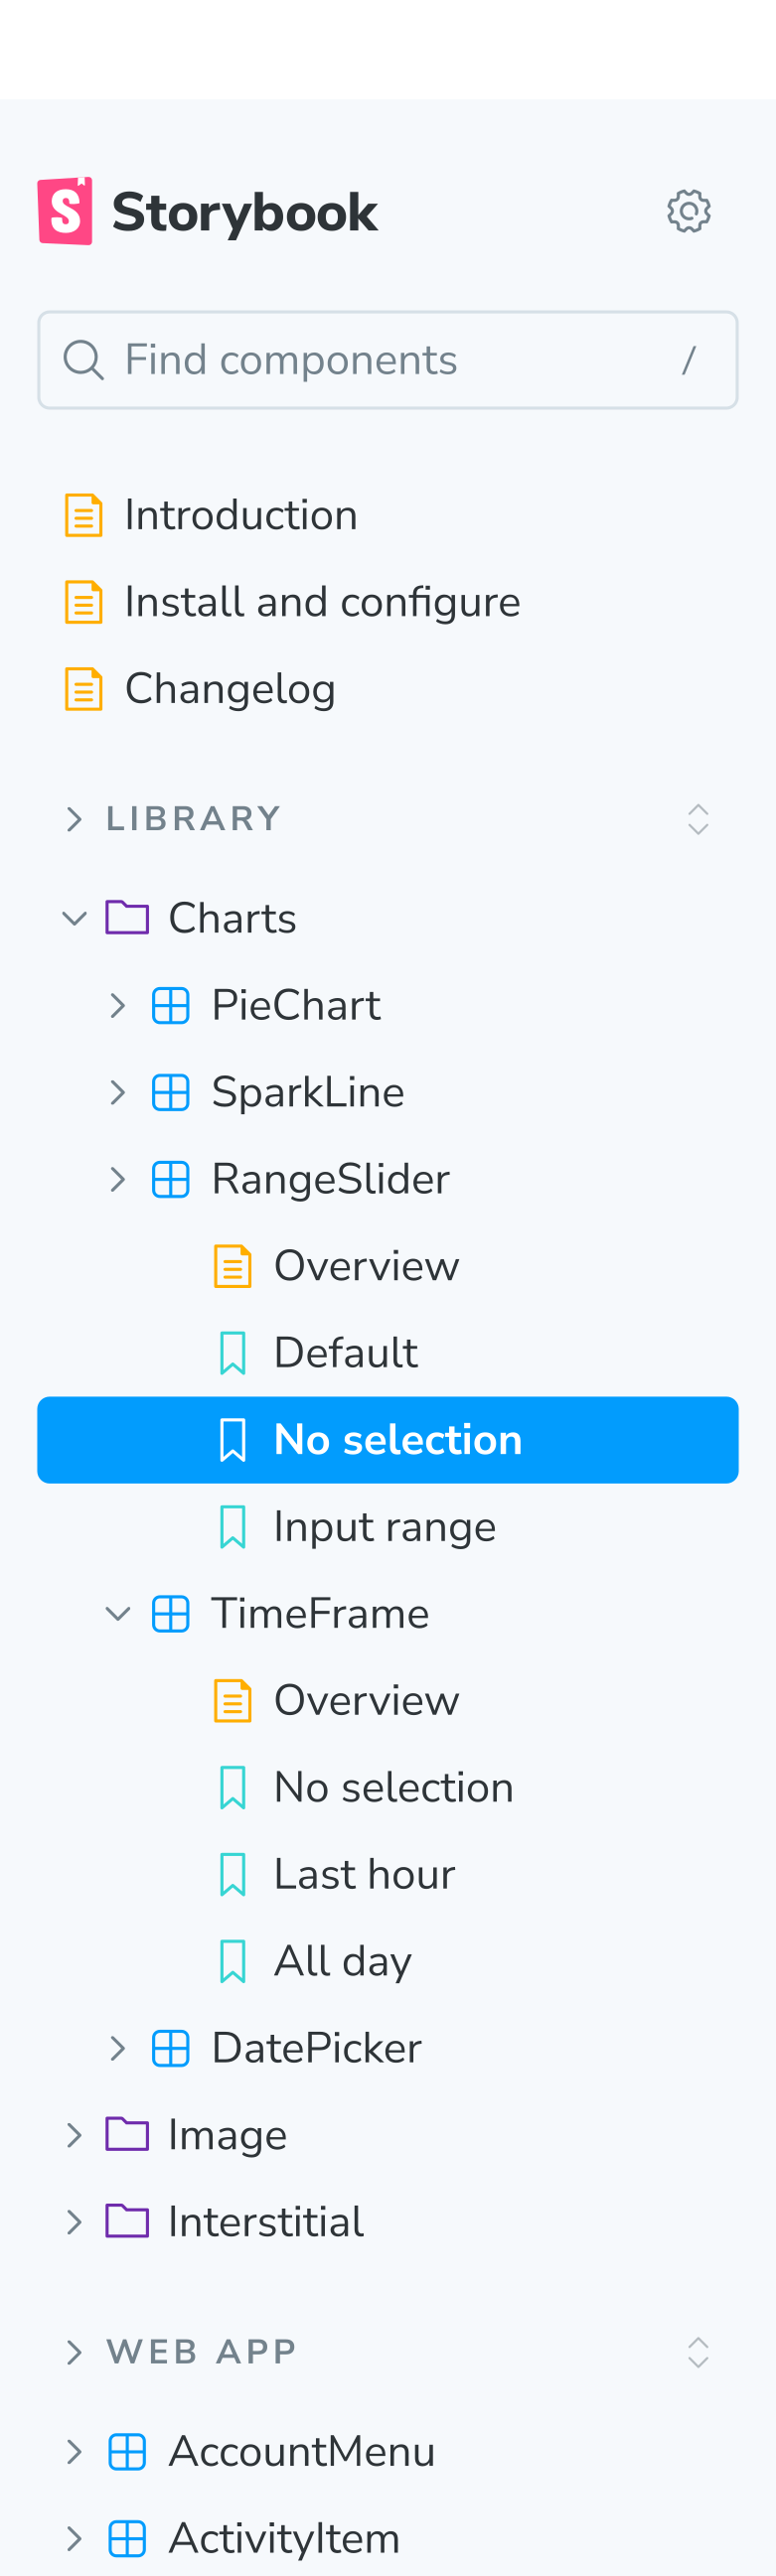 Storybook
Find components /
Introduction
Install and configure
Changelog
LIBRARY
Charts
PieChart
SparkLine
RangeSlider
Overview
Default
No selection
Input range
TimeFrame
Overview
No selection
Last hour
All day
DatePicker
Image
Interstitial
WEB APP
AccountMenu
ActivityItem